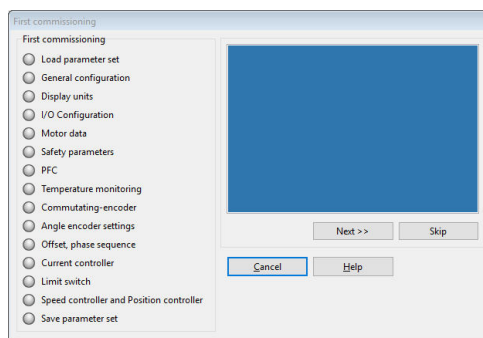 First commissioning
First commissioning
Load parameter set
General configuration
Display units
I/O Configuration
Motor data
Safety parameters
PFC
Temperature monitoring
Commutating-encoder
Angle encoder settings
Offset, phase sequence
Current controller
Limit switch
Speed controller and Position controller
Save parameter set
Next >> Skip
Cancel Help